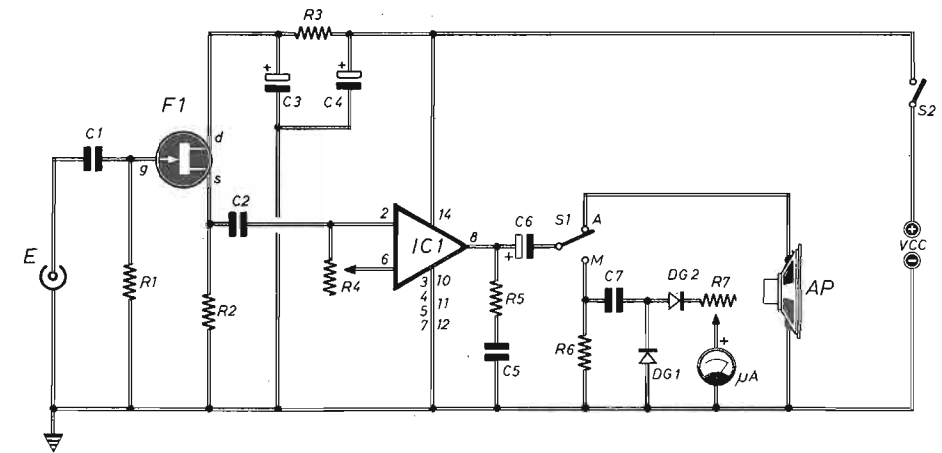 R3
+
+
C3
C4
S2
F1
C1
d
g
s
C2
2
14
IC1
8
C6
+
S1
A
6
M
E
R1
R2
R4
3 10
4 11
5
7 12
R5
C5
C7
DG2
R7
R6
DG1
+
µA
AP
+
VCC
−